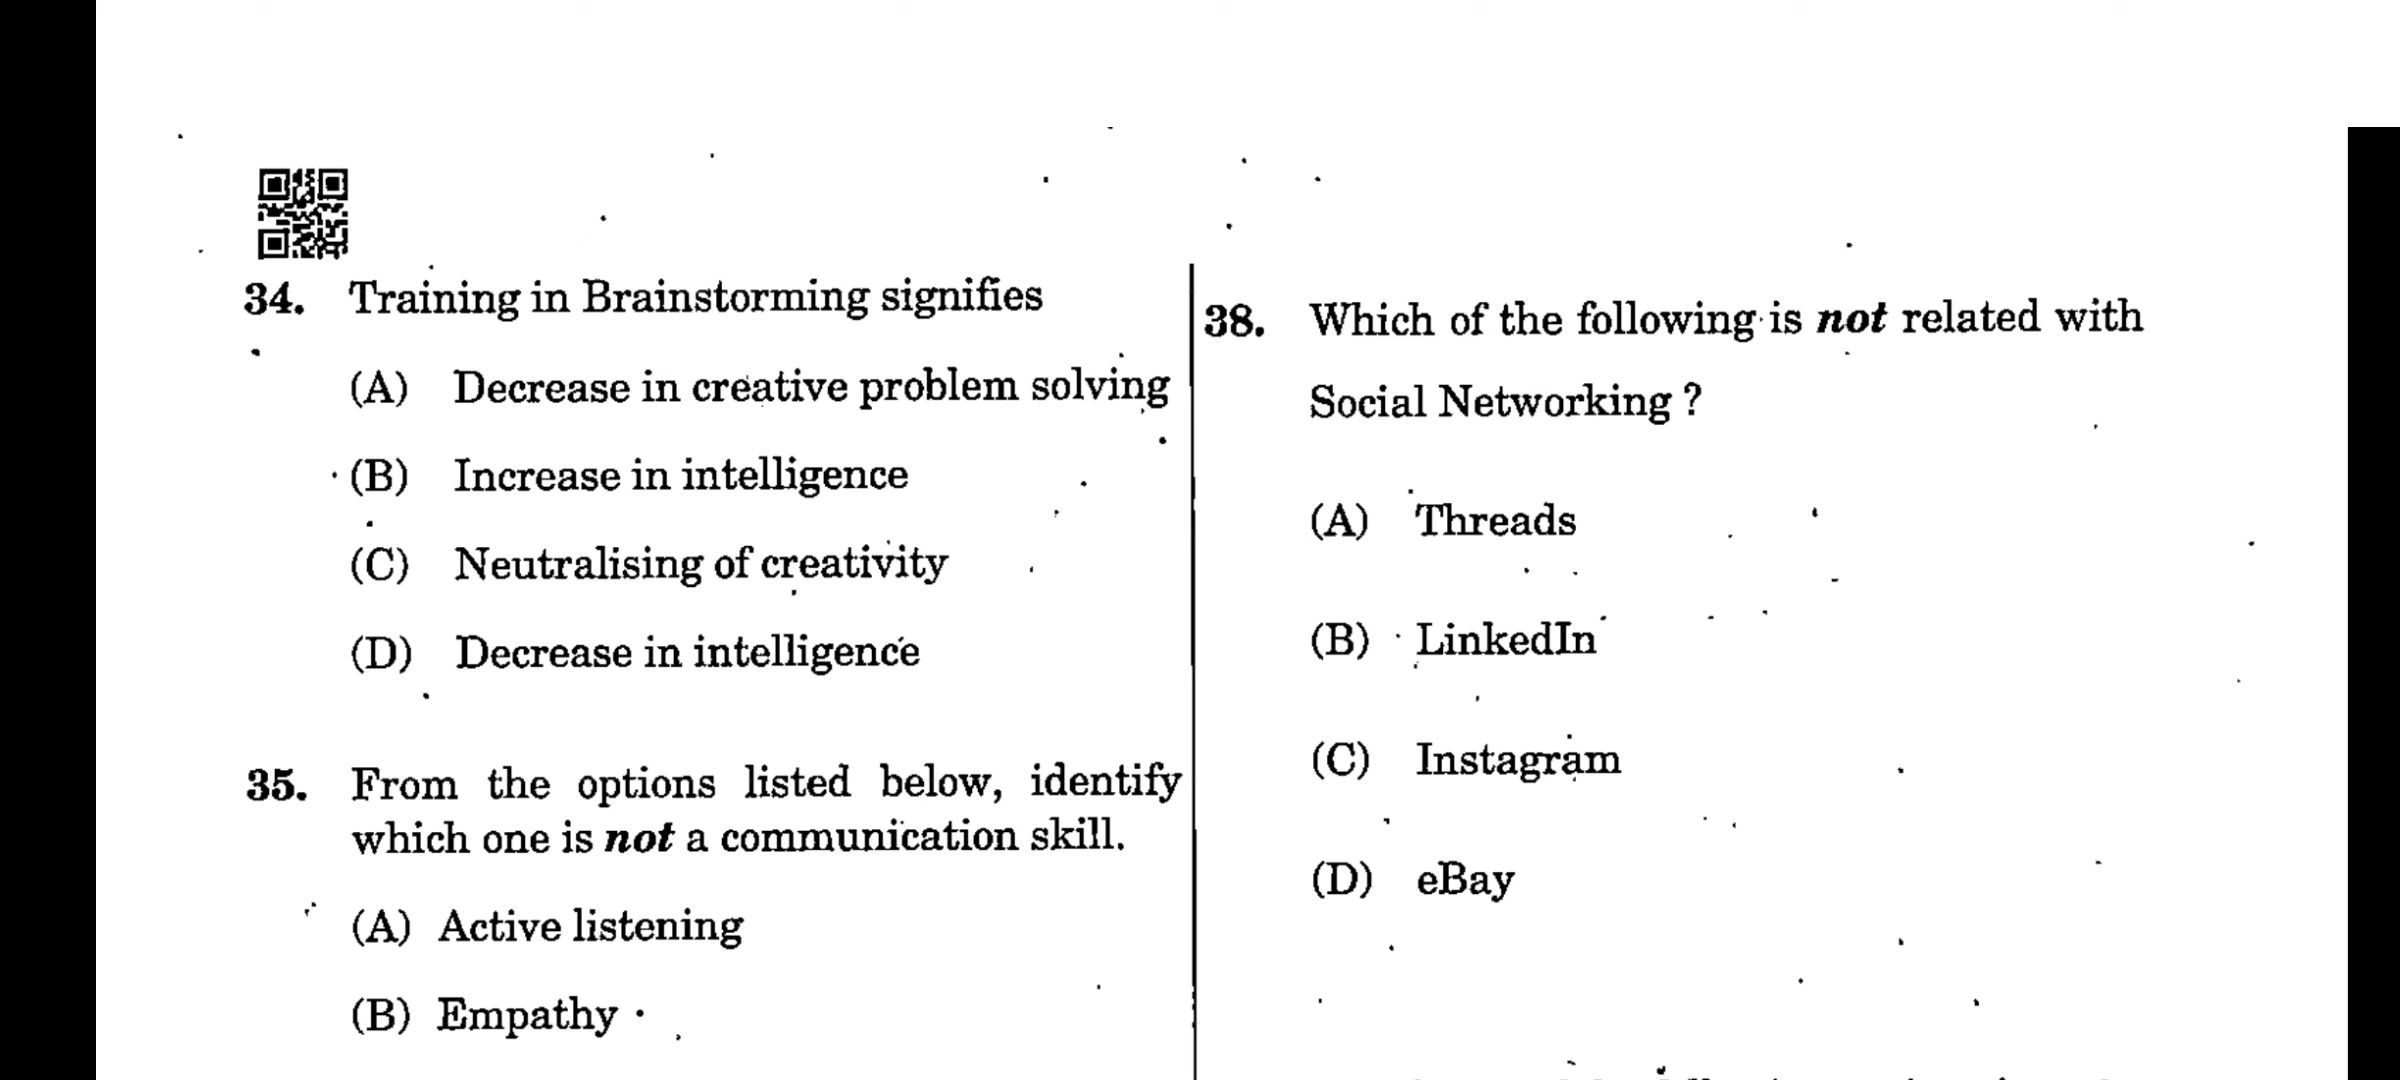 34. Training in Brainstorming signifies
(A) Decrease in creative problem solving
(B) Increase in intelligence
(C) Neutralising of creativity
(D) Decrease in intelligence
35. From the options listed below, identify
which one is not a communication skill.
(A) Active listening
(B) Empathy
38. Which of the following is not related with
Social Networking ?
(A) Threads
(B) LinkedIn
(C) Instagram
(D) eBay